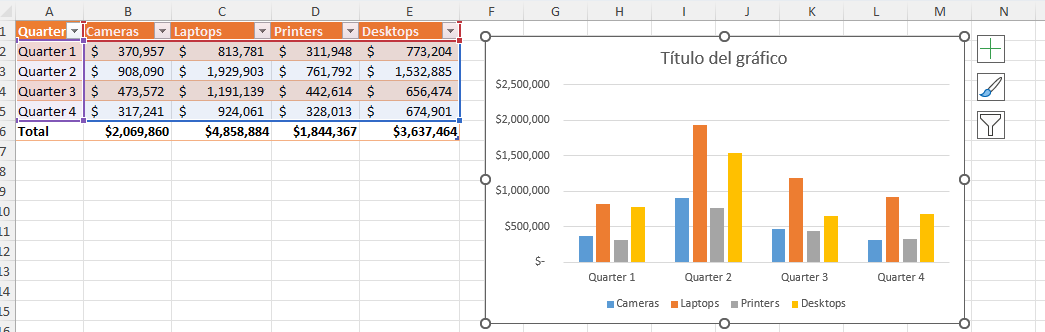 A B C D E F G H I J K L M N
1 Quarter Cameras Laptops Printers Desktops
2 Quarter 1 $ 370,957 $ 813,781 $ 311,948 $ 773,204
3 Quarter 2 $ 908,090 $ 1,929,903 $ 761,792 $ 1,532,885
4 Quarter 3 $ 473,572 $ 1,191,139 $ 442,614 $ 656,474
5 Quarter 4 $ 317,241 $ 924,061 $ 328,013 $ 674,901
6 Total $2,069,860 $4,858,884 $1,844,367 $3,637,464
7
8
9
10
11
12
13
14
15
16
Título del gráfico
$2,500,000
$2,000,000
$1,500,000
$1,000,000
$500,000
$-
Quarter 1 Quarter 2 Quarter 3 Quarter 4
Cameras Laptops Printers Desktops